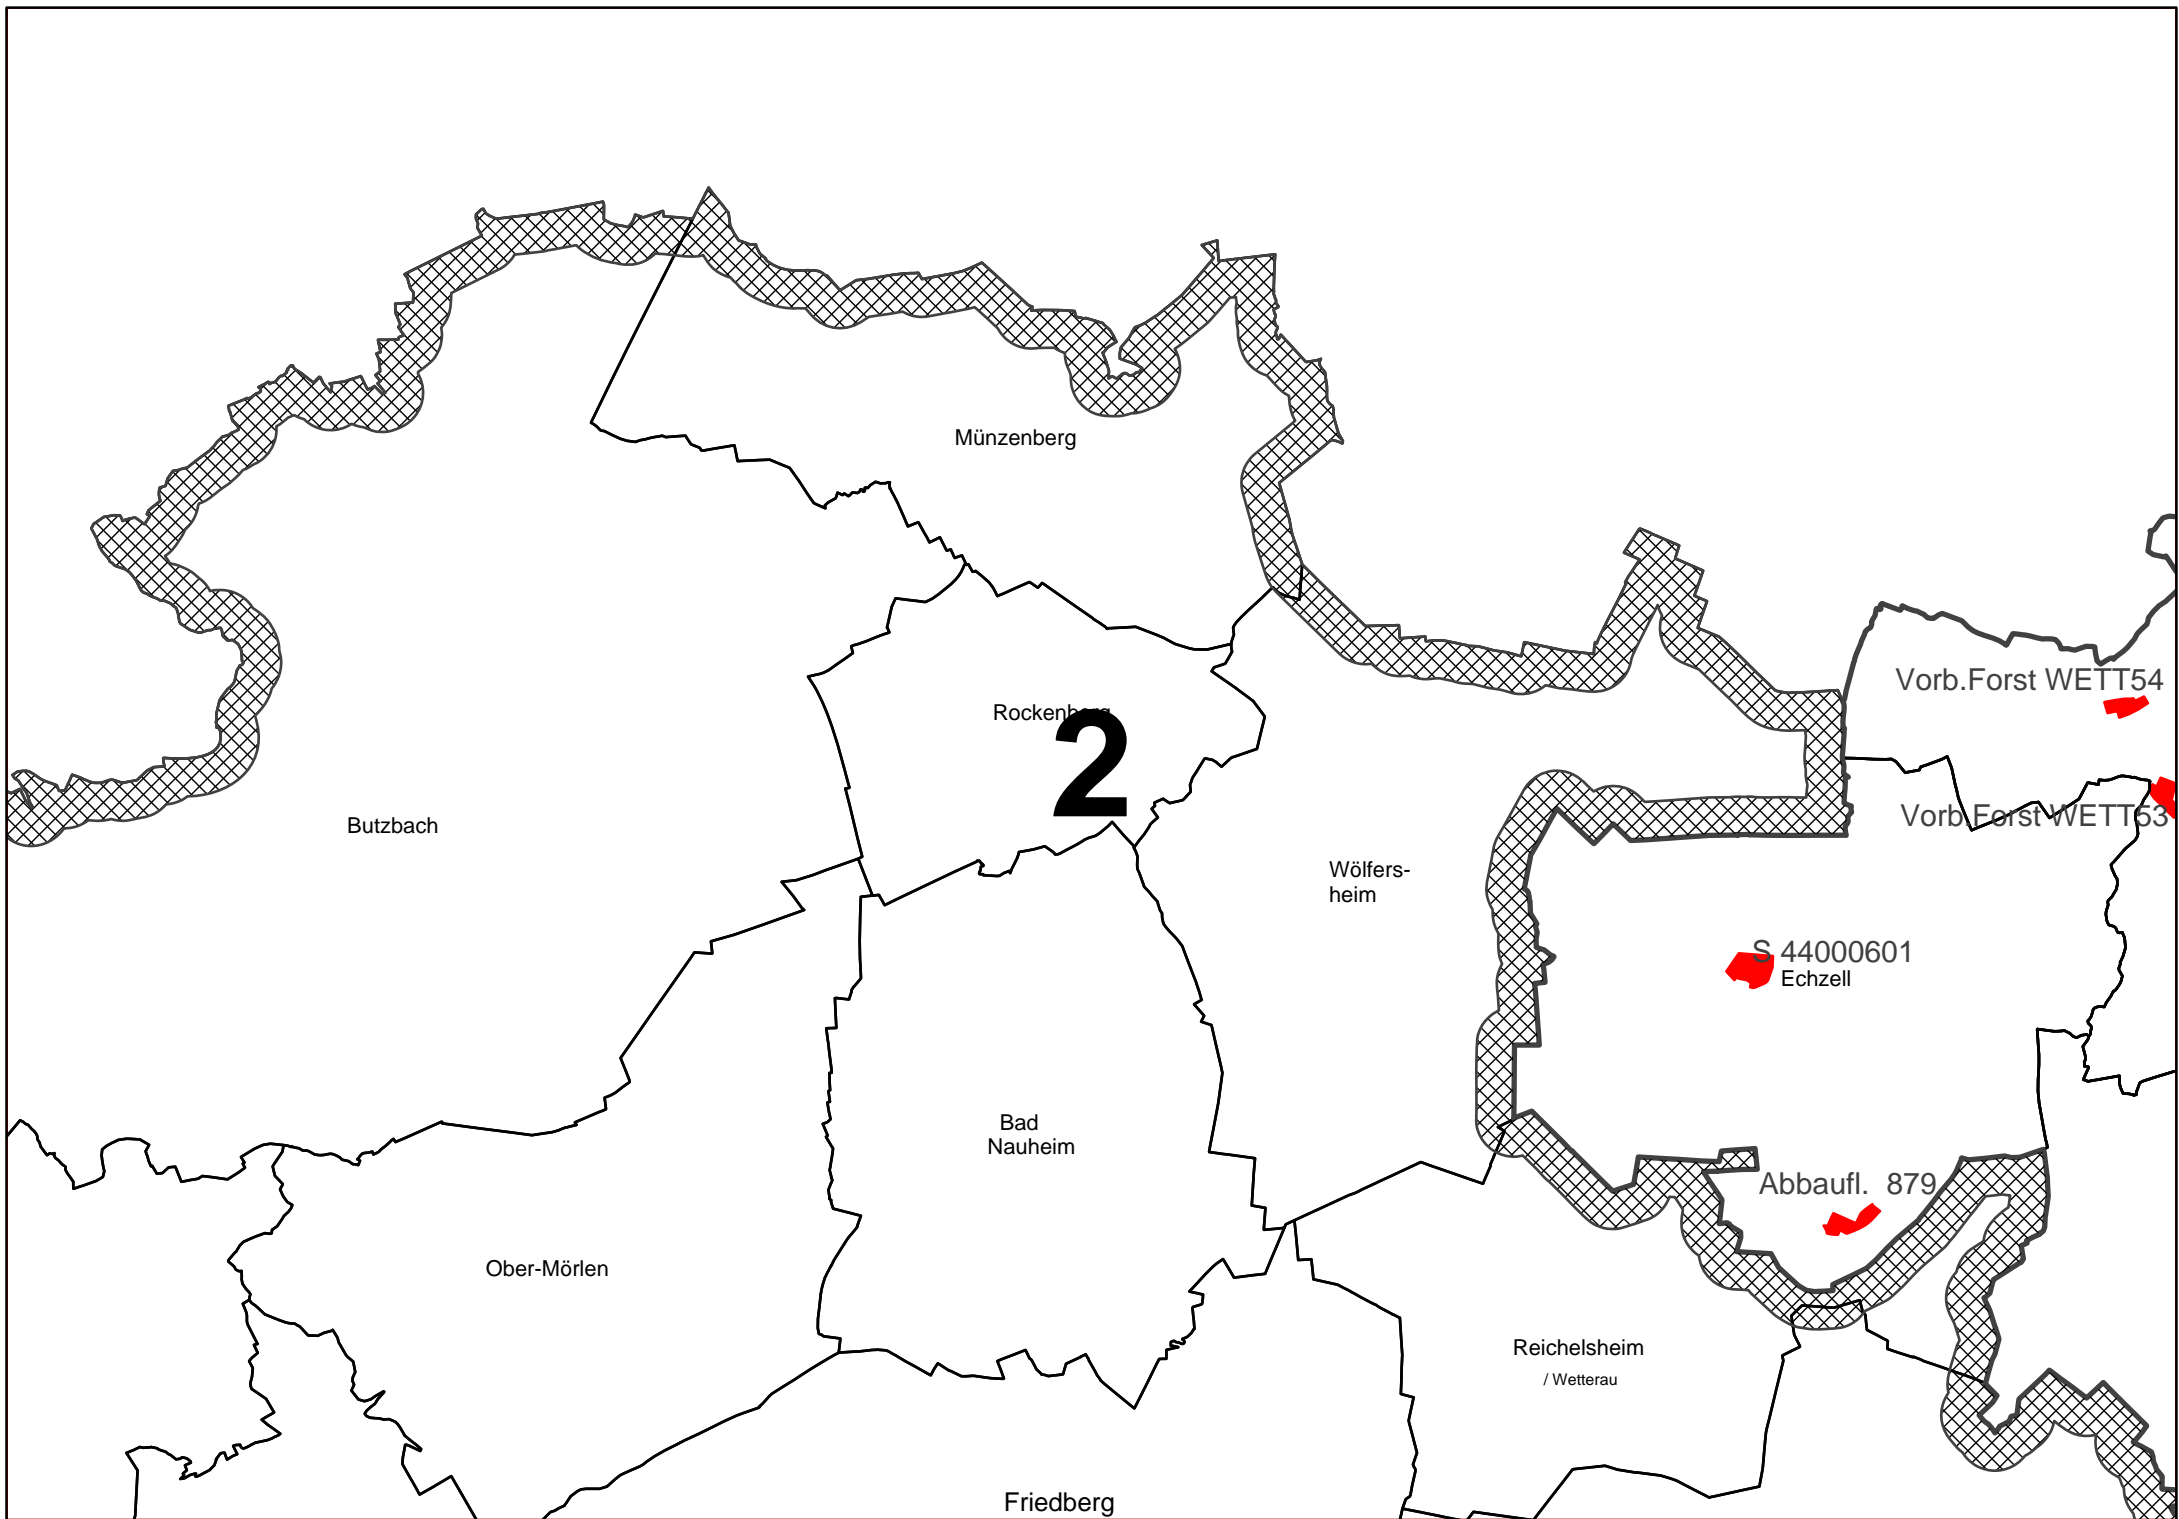 Münzenberg
Vorb.Forst WETT54
Rockenberg
2
Vorb.Forst WETT53
Butzbach
Wölfers-
heim
S 44000601
Echzell
Bad
Nauheim
Abbaufl. 879
Ober-Mörlen
Reichelsheim
/ Wetterau
Friedberg